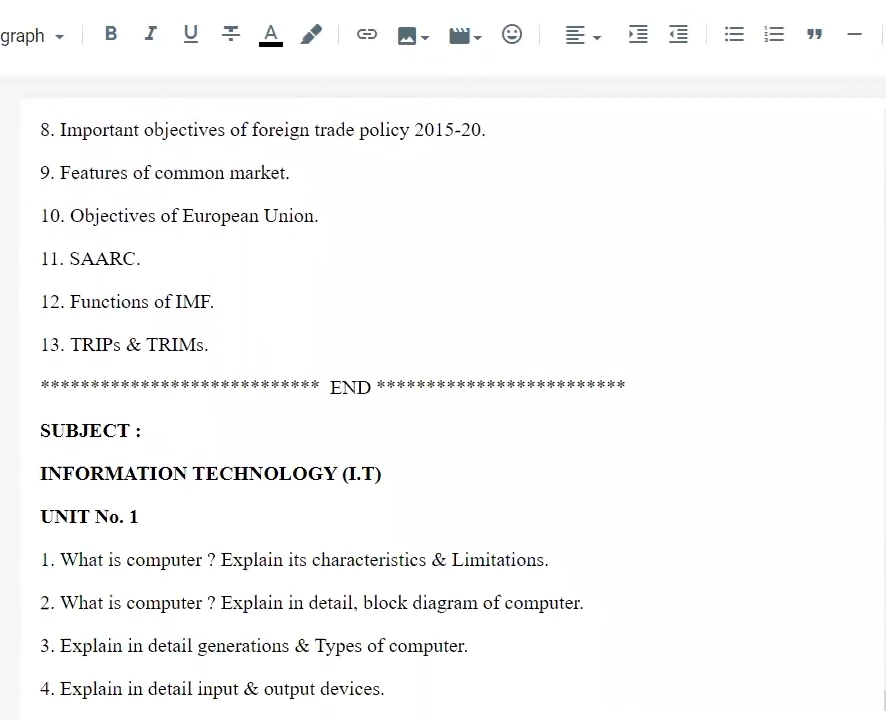 graph
8. Important objectives of foreign trade policy 2015-20.
9. Features of common market.
10. Objectives of European Union.
11. SAARC.
12. Functions of IMF.
13. TRIPs & TRIMs.
**************************** END *************************
SUBJECT :
INFORMATION TECHNOLOGY (I.T)
UNIT No. 1
1. What is computer ? Explain its characteristics & Limitations.
2. What is computer ? Explain in detail, block diagram of computer.
3. Explain in detail generations & Types of computer.
4. Explain in detail input & output devices.